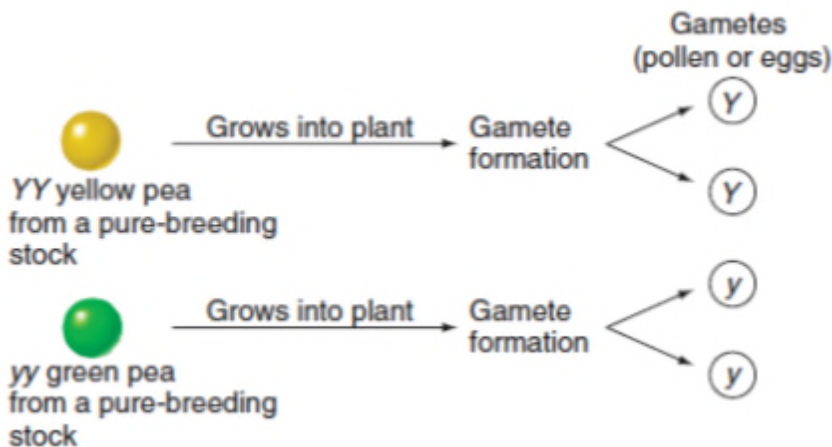 Gametes
(pollen or eggs)
Y
Grows into plant
Gamete
formation
YY yellow pea
from a pure-breeding
stock
Y
y
Grows into plant
Gamete
formation
yy green pea
from a pure-breeding
stock
y